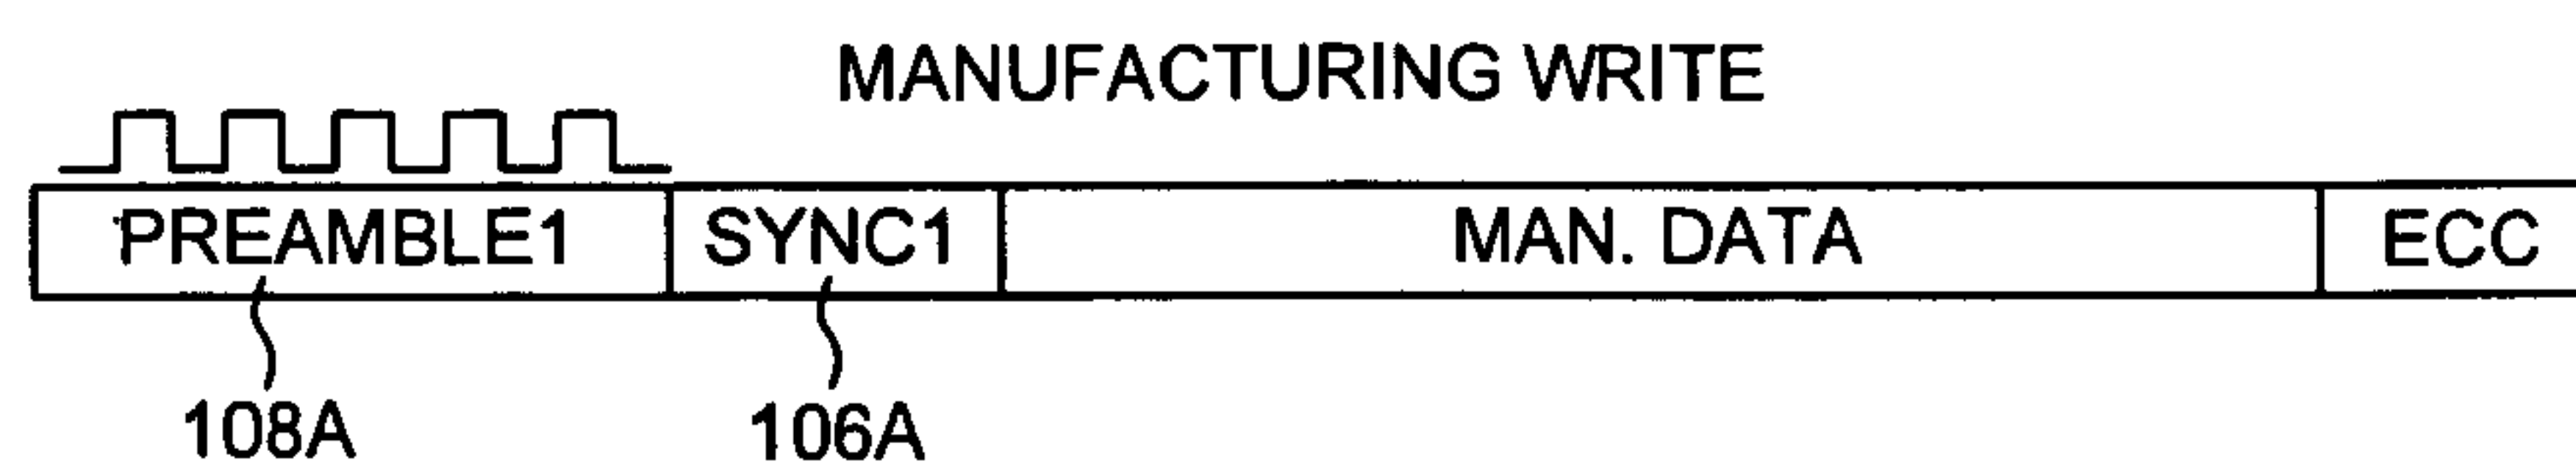 MANUFACTURING WRITE
PREAMBLE1 SYNC1 MAN. DATA ECC
108A 106A